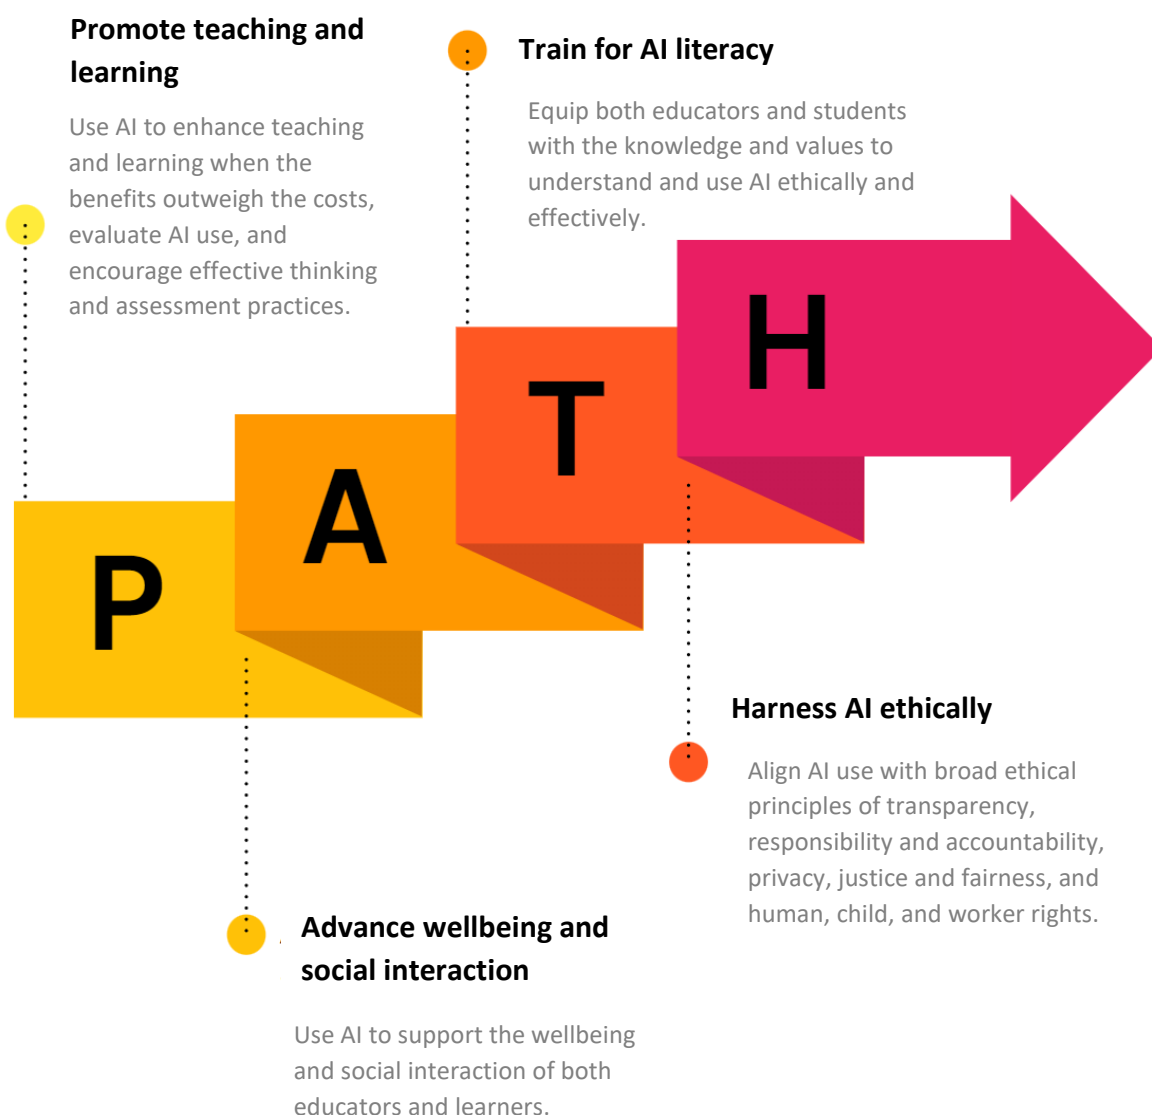 Promote teaching and
learning
Use AI to enhance teaching
and learning when the
benefits outweigh the costs,
evaluate AI use, and
encourage effective thinking
and assessment practices.
Train for AI literacy
Equip both educators and students
with the knowledge and values to
understand and use AI ethically and
effectively.
P
A
T
H
Harness AI ethically
Align AI use with broad ethical
principles of transparency,
responsibility and accountability,
privacy, justice and fairness, and
human, child, and worker rights.
Advance wellbeing and
social interaction
Use AI to support the wellbeing
and social interaction of both
educators and learners.